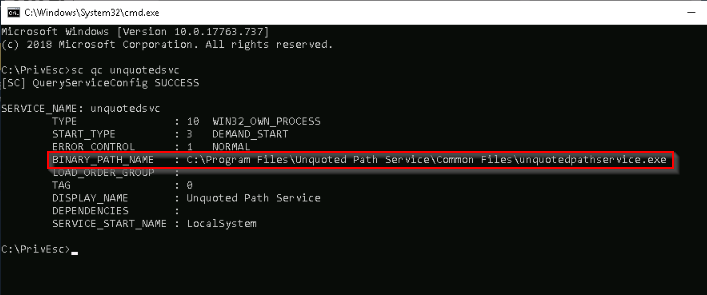 C:\Windows\System32\cmd.exe
Microsoft Windows [Version 10.0.17763.737]
(c) 2018 Microsoft Corporation. All rights reserved.
C:\PrivEsc>sc qc unquotedsvc
[SC] QueryServiceConfig SUCCESS
SERVICE_NAME: unquotedsvc
TYPE : 10 WIN32_OWN_PROCESS
START_TYPE : 3 DEMAND_START
ERROR_CONTROL : 1 NORMAL
BINARY_PATH_NAME : C:\Program Files\Unquoted Path Service\Common Files\unquotedpathservice.exe
LOAD_ORDER_GROUP :
TAG : 0
DISPLAY_NAME : Unquoted Path Service
DEPENDENCIES :
SERVICE_START_NAME : LocalSystem
C:\PrivEsc>_